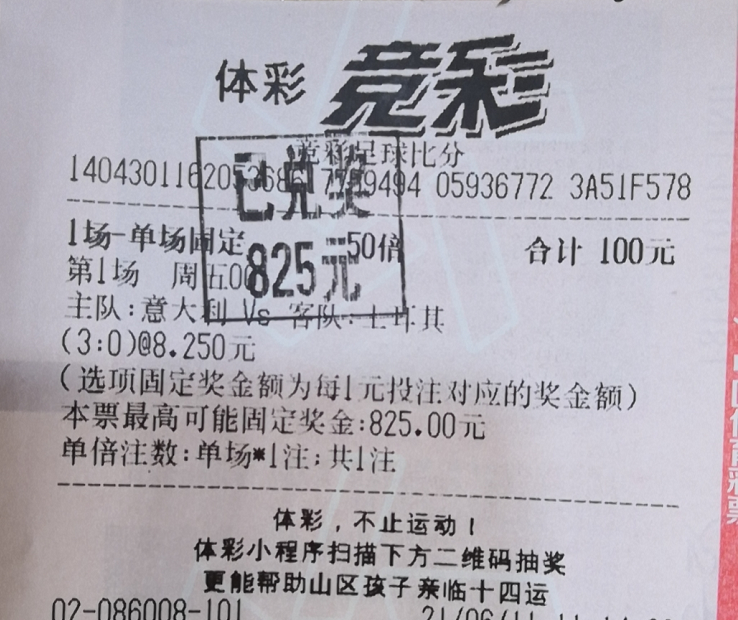 体彩 竞彩
竞彩足球比分
已兑奖
05936772 3A51F578
1场-单场固定 50倍 合计 100元
825元
第1场 周五
主队:意大利 Vs 客队:土耳其
(3:0)@8.250元
(选项固定奖金额为每1元投注对应的奖金额)
本票最高可能固定奖金:825.00元
单倍注数:单场*1注;共1注
体彩,不止运动!
体彩小程序扫描下方二维码抽奖
更能帮助山区孩子亲临十四运
02-086008-101